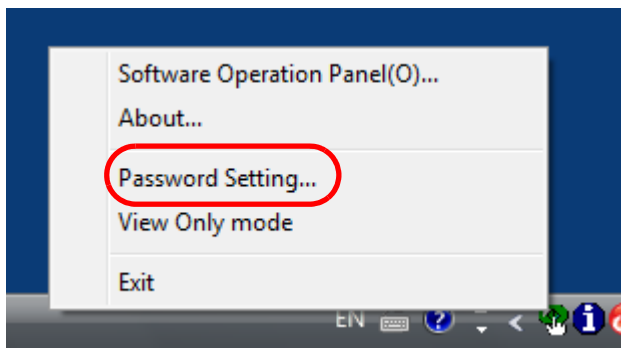 Software Operation Panel(O)...
About...
Password Setting...
View Only mode
Exit
EN ? < i